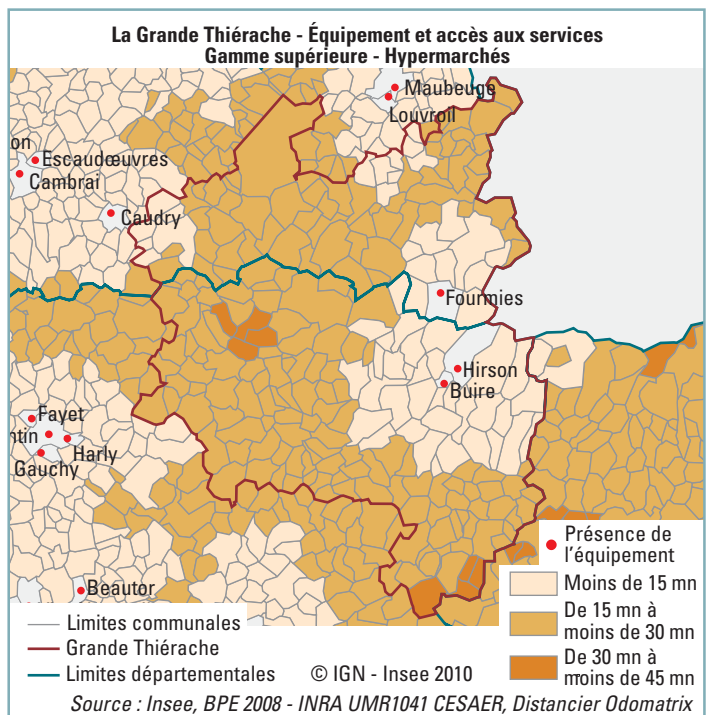 La Grande Thiérache - Équipement et accès aux services
Gamme supérieure - Hypermarchés
Maubeuge
Louvroil
on
Escaudœuvres
Cambrai
Caudry
Fourmies
Hirson
Buire
Fayet
ntin
Harly
Gauchy
Beautor
Présence de
l'équipement
Moins de 15 mn
De 15 mn à
moins de 30 mn
De 30 mn à
moins de 45 mn
Limites communales
Grande Thiérache
Limites départementales
© IGN - Insee 2010
Source : Insee, BPE 2008 - INRA UMR1041 CESAER, Distancier Odomatrix